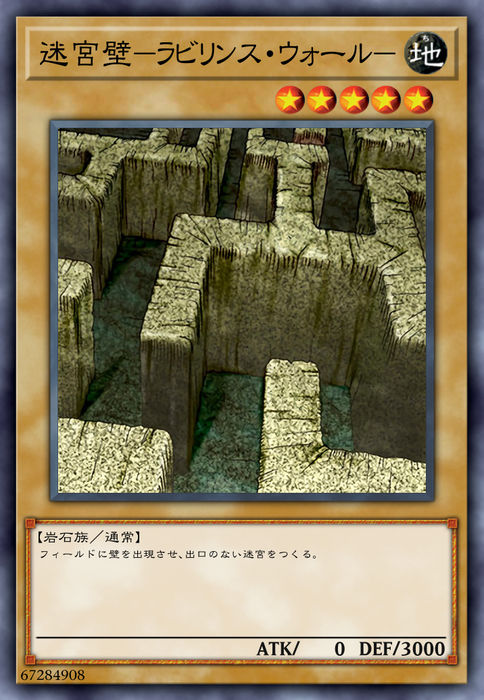 迷宮壁－ラビリンス・ウォール－
地
ち
【岩石族／通常】
フィールドに壁を出現させ、出口のない迷宮をつくる。
ATK/ 0 DEF/3000
67284908